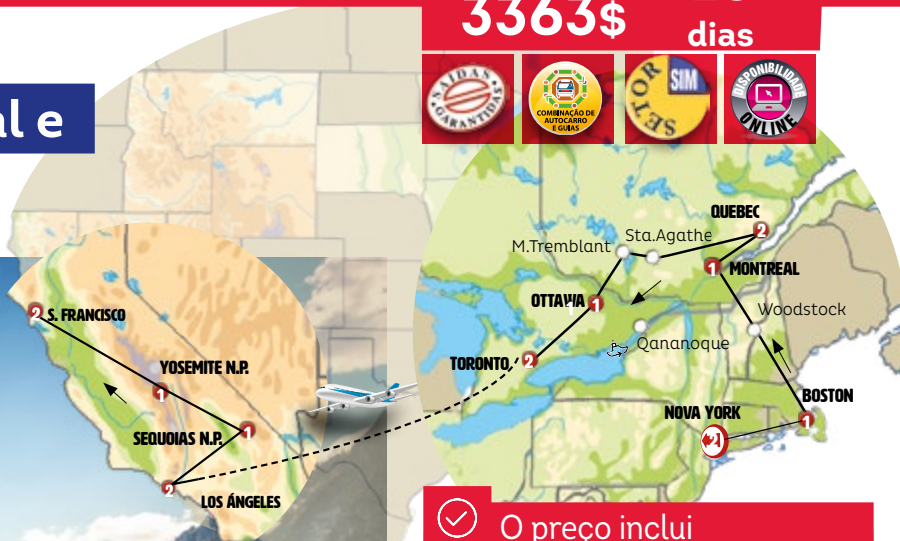 3363$
dias
al e
SAÍDAS
GARANTIDAS
COMBINAÇÃO DE
AUTOCARRO
E GUIAS
SETOR
SIM
DISPONIBILIDADE
ONLINE
QUEBEC
2
M.Tremblant
Sta.Agathe
1
MONTREAL
OTTAWA
1
Woodstock
2
S. FRANCISCO
Qananoque
TORONTO
2
YOSEMITE N.P.
1
BOSTON
1
NOVA YORK
2
SEQUOIAS N.P.
1
2
LOS ÁNGELES
O preço inclui